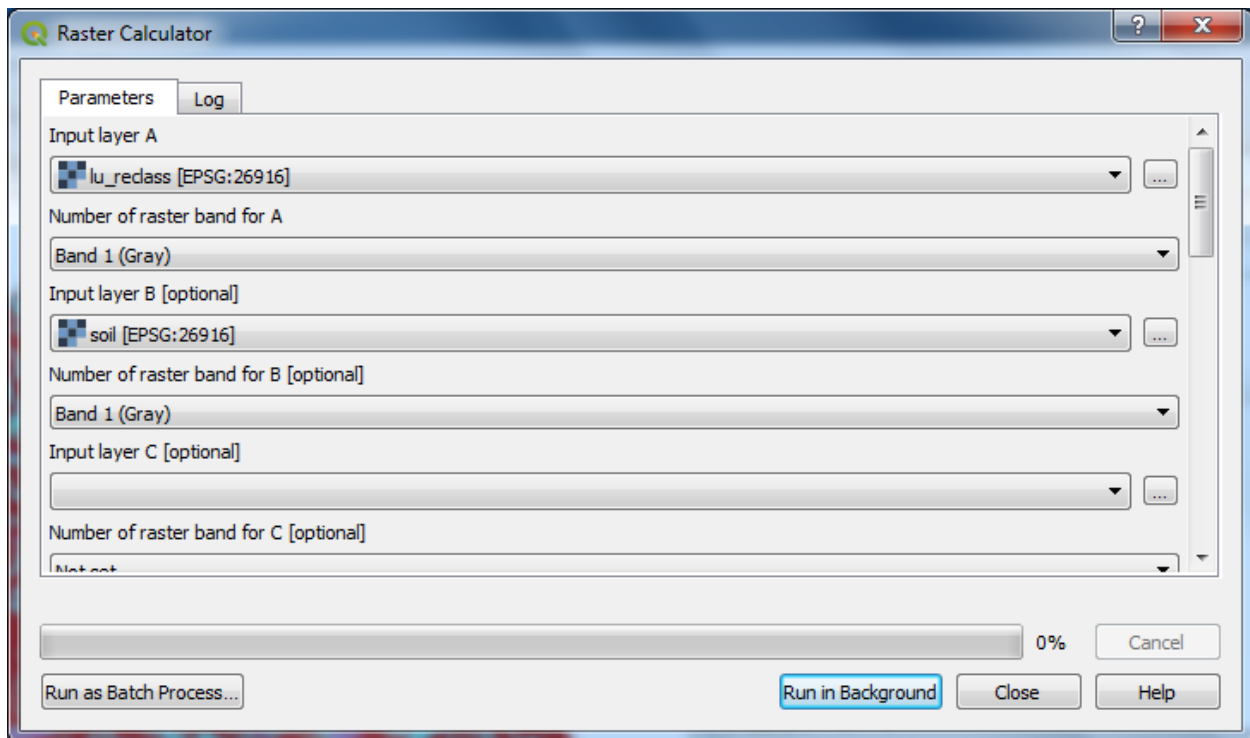 Raster Calculator
?
X
Parameters
Log
Input layer A
lu_reclass [EPSG:26916]
...
Number of raster band for A
Band 1 (Gray)
Input layer B [optional]
soil [EPSG:26916]
...
Number of raster band for B [optional]
Band 1 (Gray)
Input layer C [optional]
...
Number of raster band for C [optional]
Not set
0%
Cancel
Run as Batch Process...
Run in Background
Close
Help